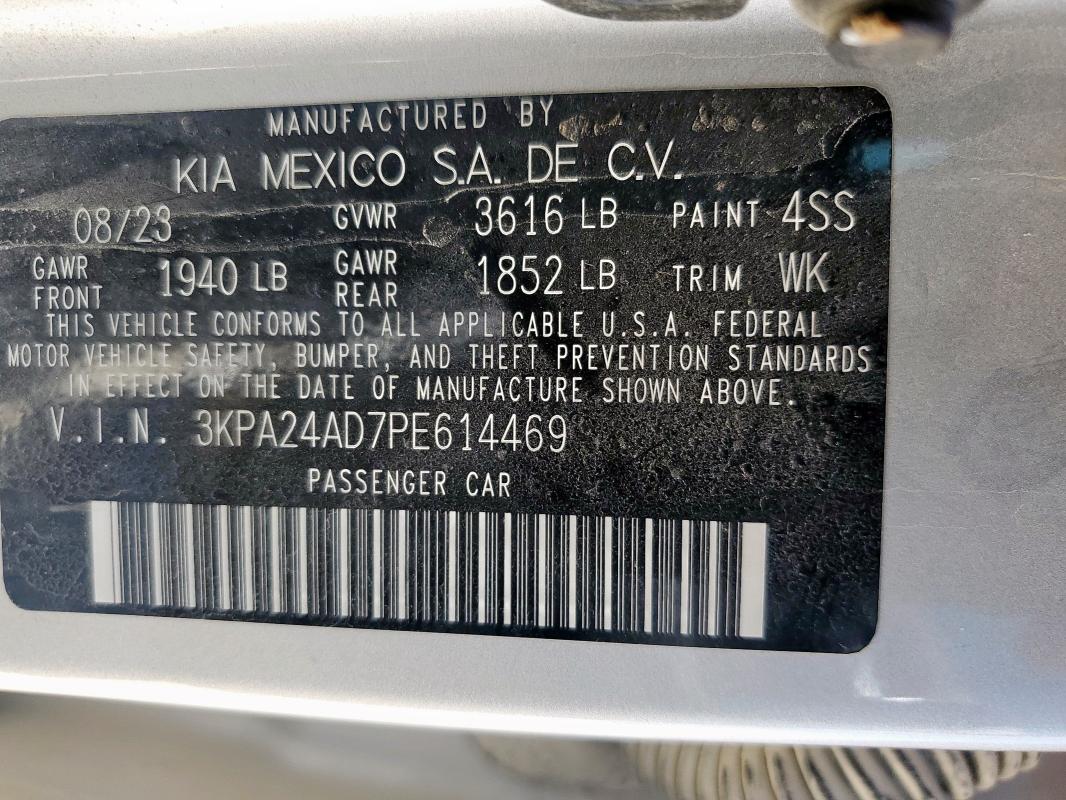 MANUFACTURED BY
KIA MEXICO S.A. DE C.V.
08/23 GVWR 3616 LB PAINT 4SS
GAWR FRONT 1940 LB GAWR REAR 1852 LB TRIM WK
THIS VEHICLE CONFORMS TO ALL APPLICABLE U.S.A. FEDERAL
MOTOR VEHICLE SAFETY, BUMPER, AND THEFT PREVENTION STANDARDS
IN EFFECT ON THE DATE OF MANUFACTURE SHOWN ABOVE.
V.I.N. 3KPA24AD7PE614469
PASSENGER CAR